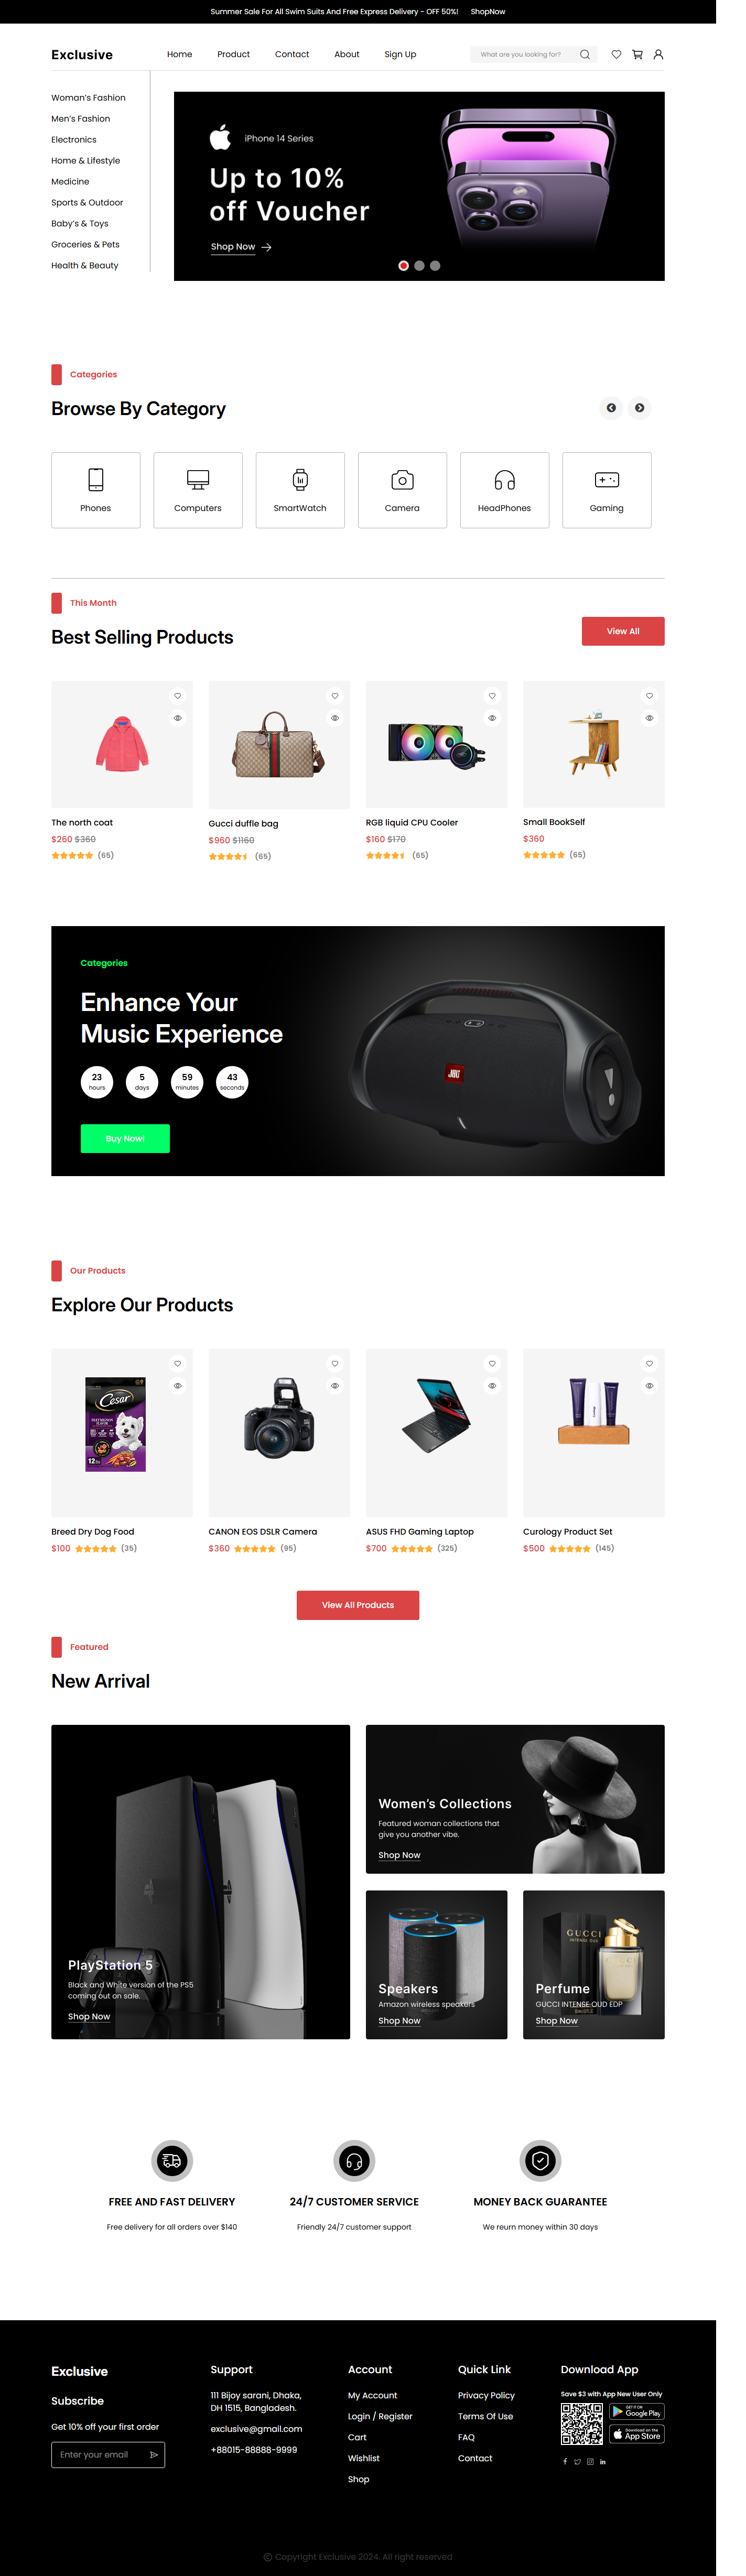 Summer Sale For All Swim Suits And Free Express Delivery - OFF 50%! ShopNow
Exclusive
Home Product Contact About Sign Up
What are you looking for?
Woman's Fashion
Men's Fashion
Electronics
Home & Lifestyle
Medicine
Sports & Outdoor
Baby's & Toys
Groceries & Pets
Health & Beauty
iPhone 14 Series
Up to 10%
off Voucher
Shop Now
Categories
Browse By Category
Phones Computers SmartWatch Camera HeadPhones Gaming
This Month
Best Selling Products
View All
The north coat
$260 $360
(65)
Gucci duffle bag
$960 $1160
(65)
RGB liquid CPU Cooler
$160 $170
(65)
Small BookSelf
$360
(65)
Categories
Enhance Your
Music Experience
23 5 59 43
hours days minutes seconds
JBL
Buy Now!
Our Products
Explore Our Products
Cesar
12
Breed Dry Dog Food
$100 (35)
CANON EOS DSLR Camera
$360 (95)
ASUS FHD Gaming Laptop
$700 (325)
Curology Product Set
$500 (145)
View All Products
Featured
New Arrival
PlayStation 5
Black and White version of the PS5
coming out on sale.
Shop Now
Women's Collections
Featured woman collections that
give you another vibe.
Shop Now
Speakers
Amazon wireless speakers
Shop Now
GUCCI
INTENSE OUD
Perfume
GUCCI INTENSE OUD EDP
Shop Now
FREE AND FAST DELIVERY
Free delivery for all orders over $140
24/7 CUSTOMER SERVICE
Friendly 24/7 customer support
MONEY BACK GUARANTEE
We reurn money within 30 days
Exclusive
Subscribe
Get 10% off your first order
Enter your email
Support
111 Bijoy sarani, Dhaka,
DH 1515, Bangladesh.
exclusive@gmail.com
+88015-88888-9999
Account
My Account
Login / Register
Cart
Wishlist
Shop
Quick Link
Privacy Policy
Terms Of Use
FAQ
Contact
Download App
Save $3 with App New User Only
GET IT ON
Google Play
Download on the
App Store
© Copyright Exclusive 2024. All right reserved